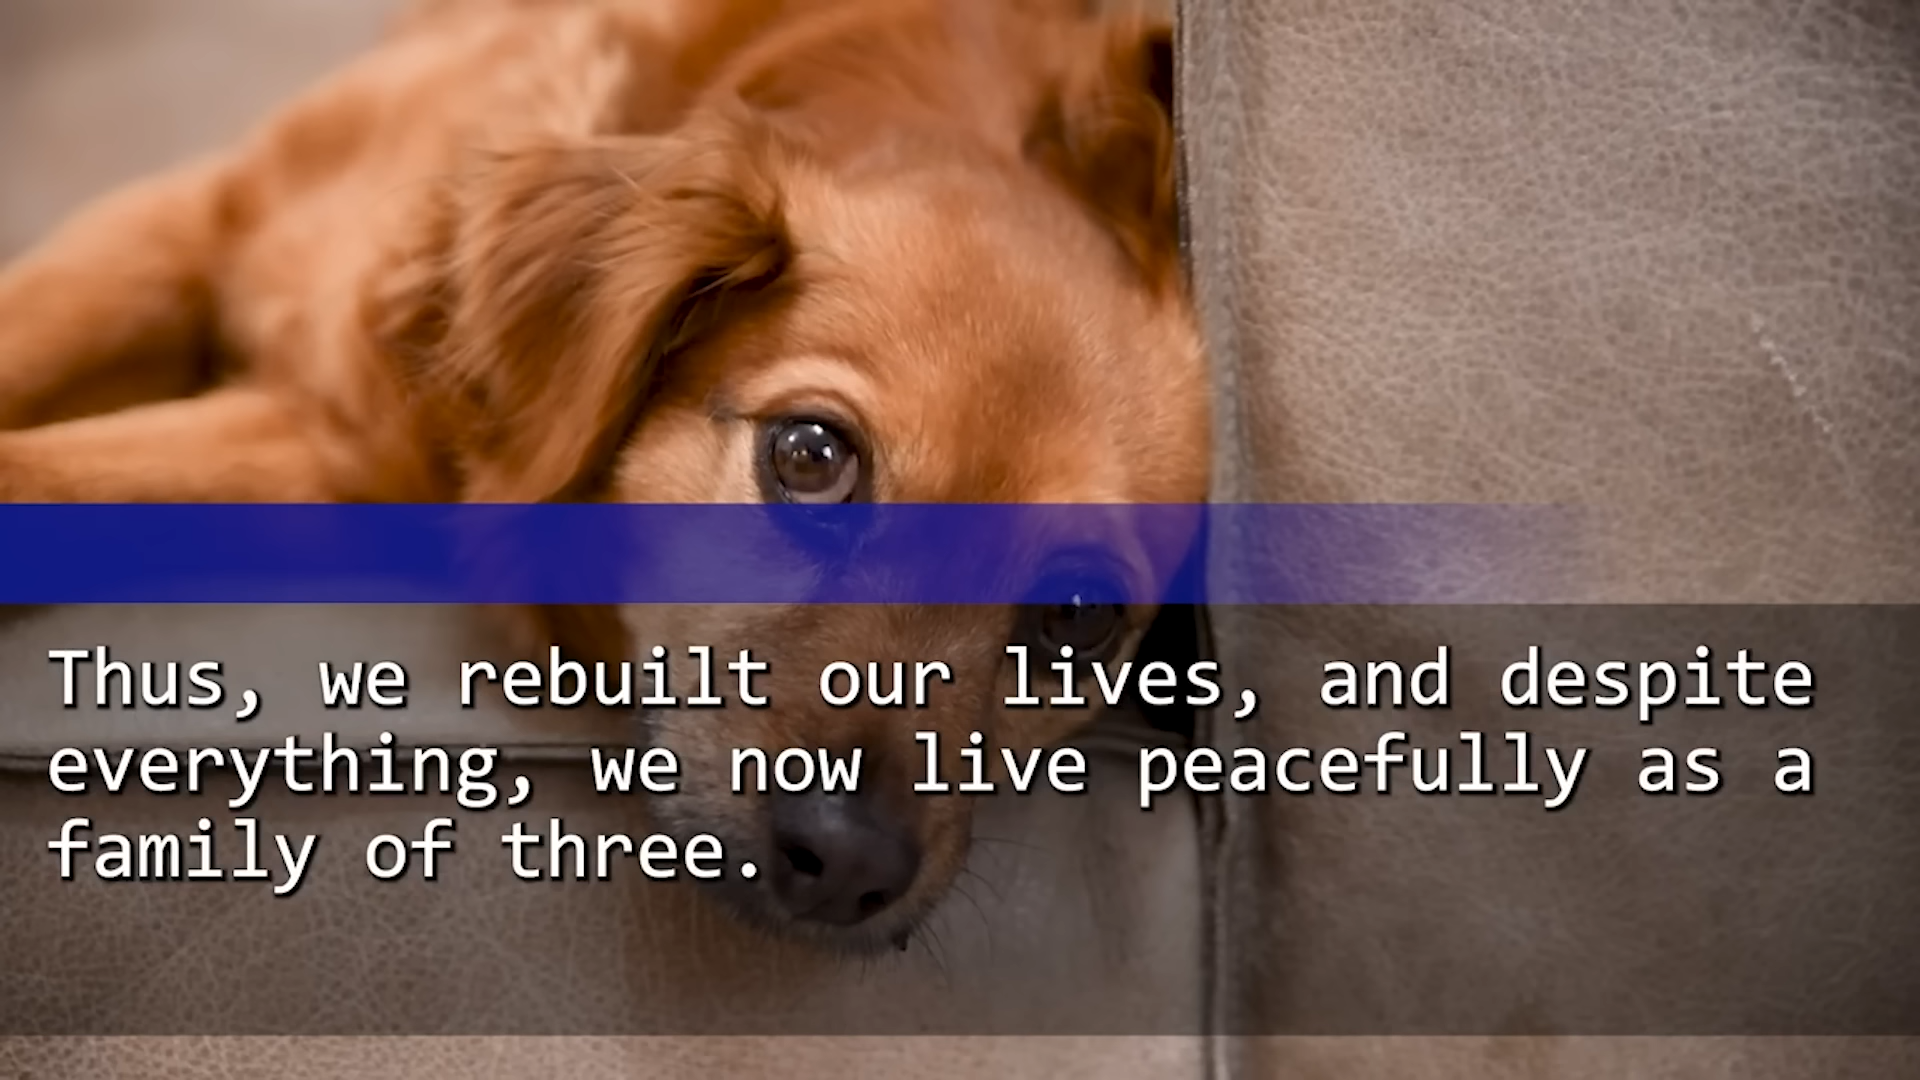 Thus, we rebuilt our lives, and despite
everything, we now live peacefully as a
family of three.